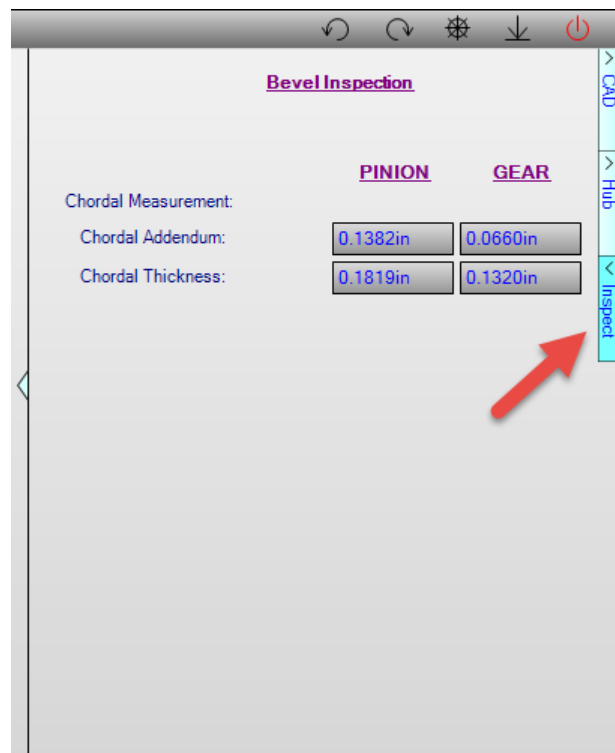 Bevel Inspection
PINION GEAR
Chordal Measurement:
Chordal Addendum: 0.1382in 0.0660in
Chordal Thickness: 0.1819in 0.1320in
> CAD
> Hub
< Inspect